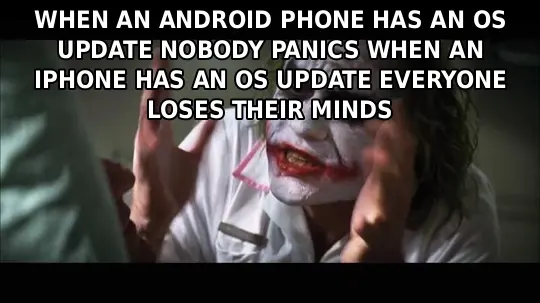 WHEN AN ANDROID PHONE HAS AN OS
UPDATE NOBODY PANICS WHEN AN
IPHONE HAS AN OS UPDATE EVERYONE
LOSES THEIR MINDS